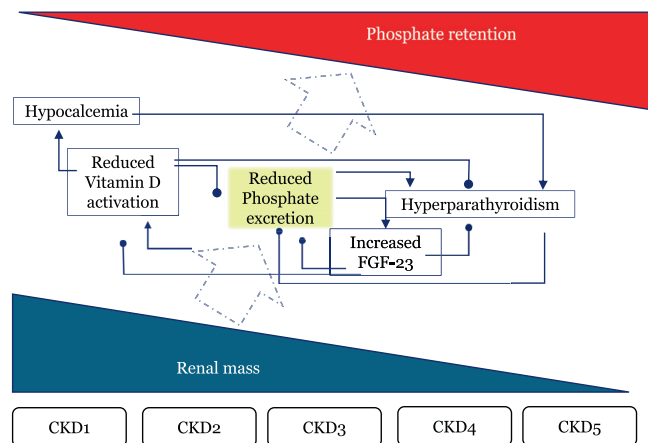 Phosphate retention
Hypocalcemia
Reduced
Vitamin D
activation
Reduced
Phosphate
excretion
Hyperparathyroidism
Increased
FGF-23
Renal mass
CKD1
CKD2
CKD3
CKD4
CKD5